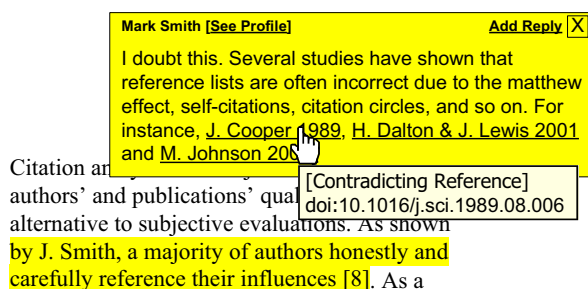 Mark Smith [See Profile] Add Reply X
I doubt this. Several studies have shown that
reference lists are often incorrect due to the matthew
effect, self-citations, citation circles, and so on. For
instance, J. Cooper 1989, H. Dalton & J. Lewis 2001
and M. Johnson 20
[Contradicting Reference]
doi:10.1016/j.sci.1989.08.006
Citation an
authors’ and publications’ qual
alternative to subjective evaluations. As shown
by J. Smith, a majority of authors honestly and
carefully reference their influences [8]. As a